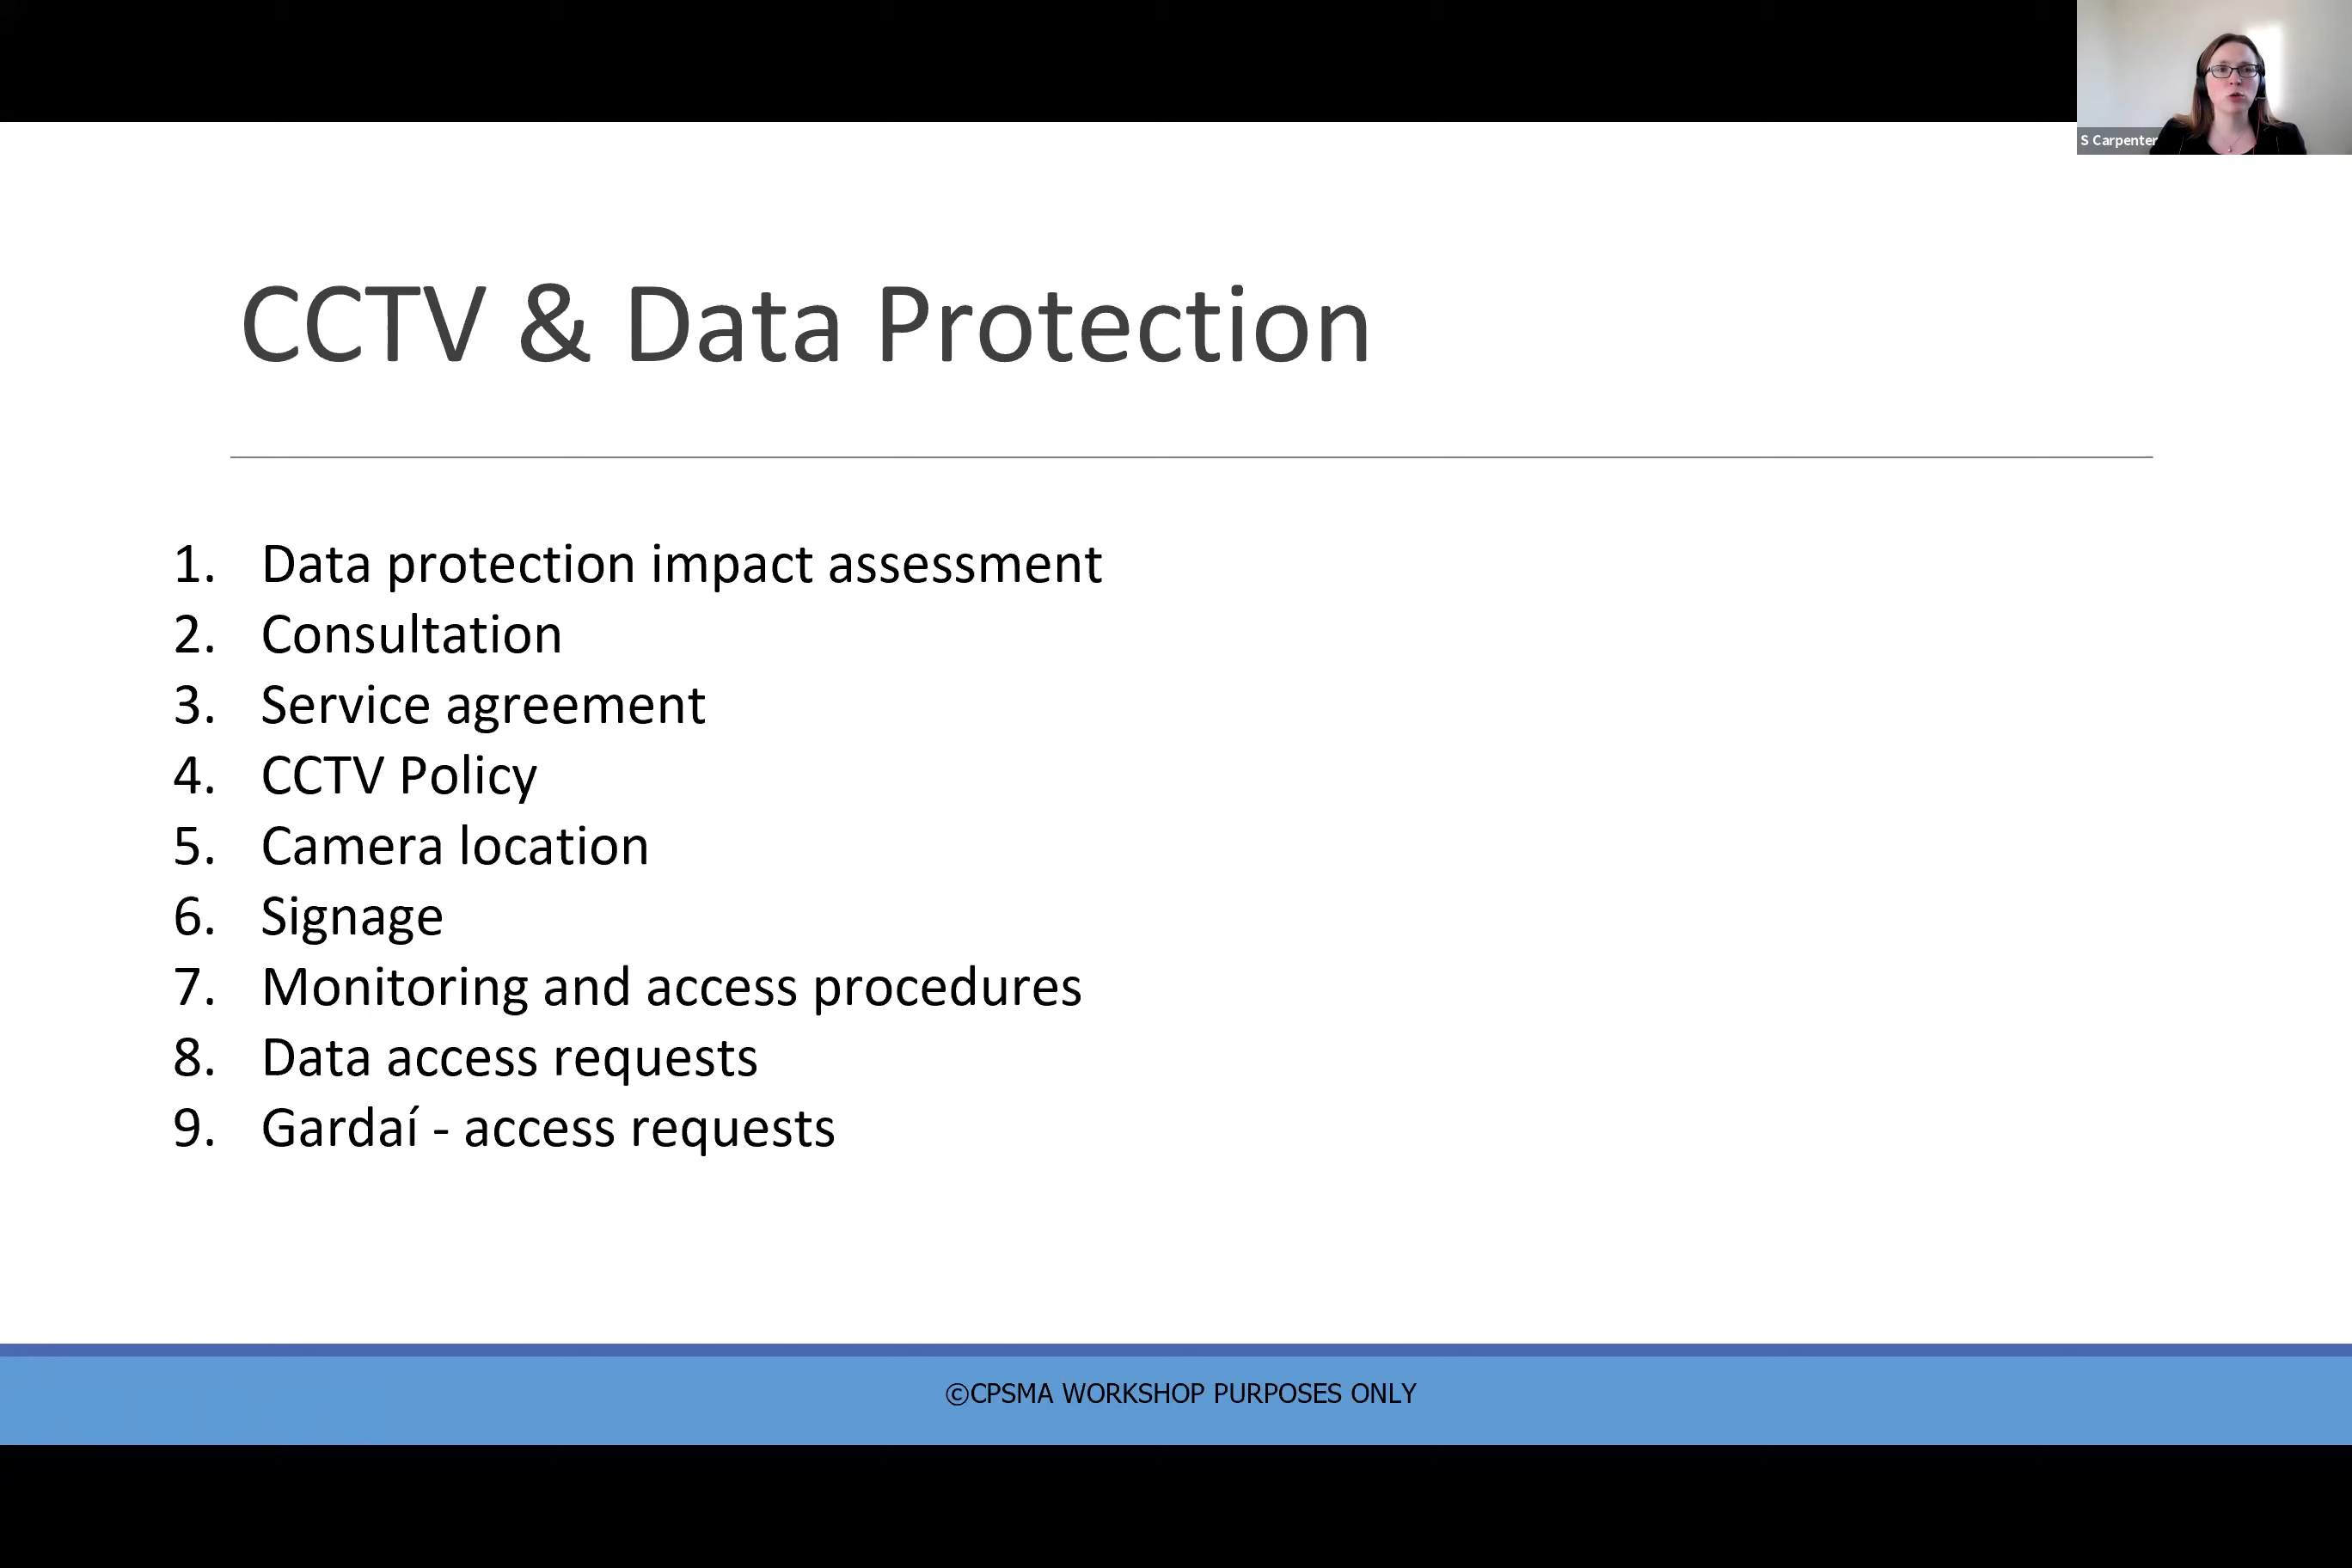 S Carpenter
CCTV & Data Protection
1. Data protection impact assessment
2. Consultation
3. Service agreement
4. CCTV Policy
5. Camera location
6. Signage
7. Monitoring and access procedures
8. Data access requests
9. Gardaí - access requests
©CPSMA WORKSHOP PURPOSES ONLY